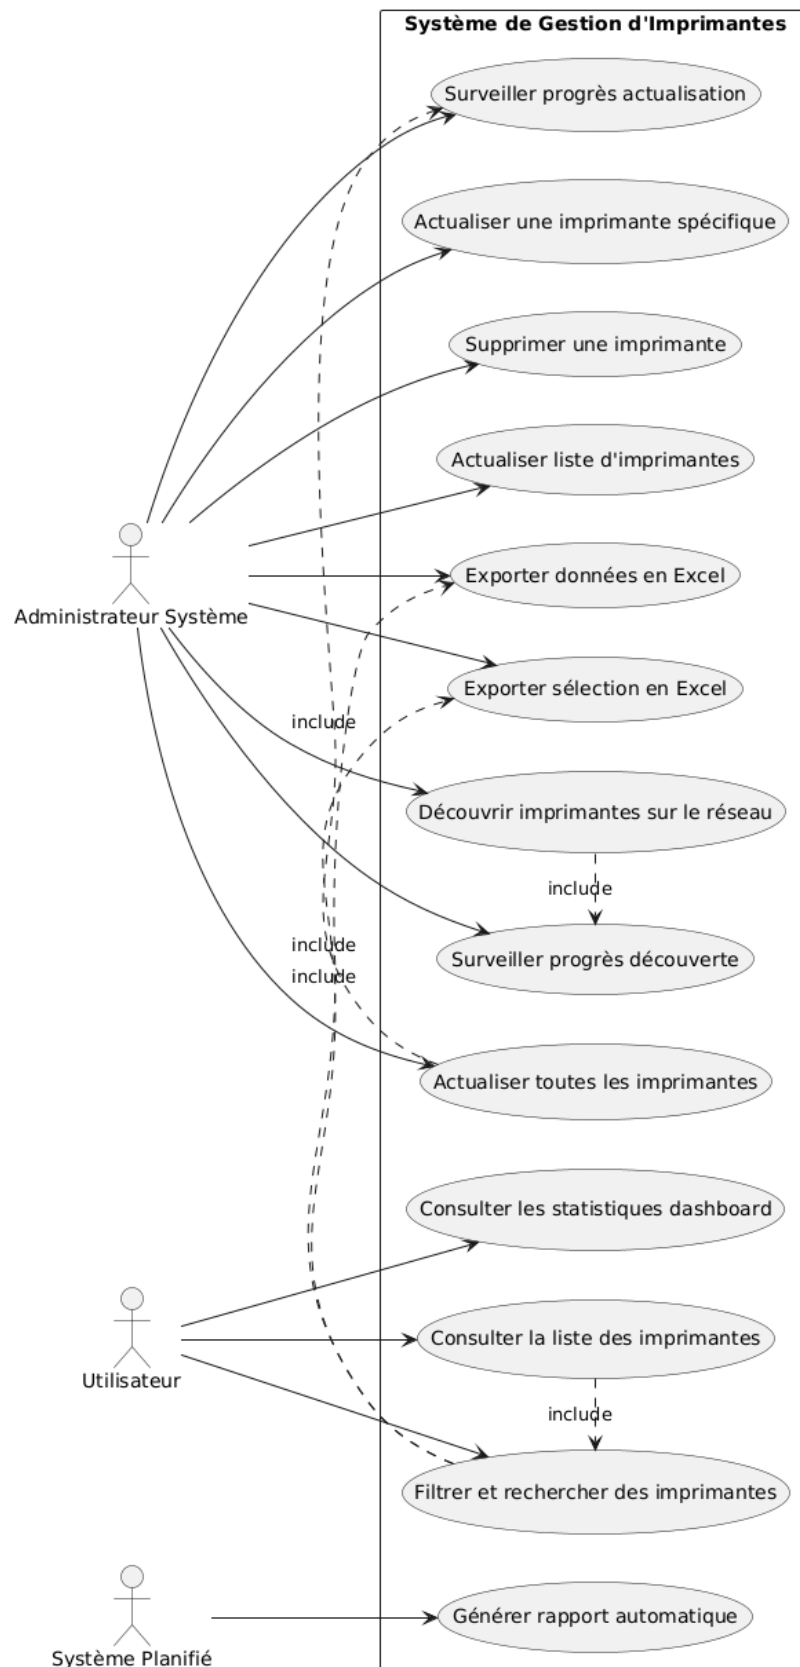 Système de Gestion d'Imprimantes
Surveiller progrès actualisation
Actualiser une imprimante spécifique
Supprimer une imprimante
Actualiser liste d'imprimantes
Exporter données en Excel
Administrateur Système
Exporter sélection en Excel
include
Découvrir imprimantes sur le réseau
include
include
Surveiller progrès découverte
include
Actualiser toutes les imprimantes
Consulter les statistiques dashboard
Consulter la liste des imprimantes
Utilisateur
include
Filtrer et rechercher des imprimantes
Générer rapport automatique
Système Planifié